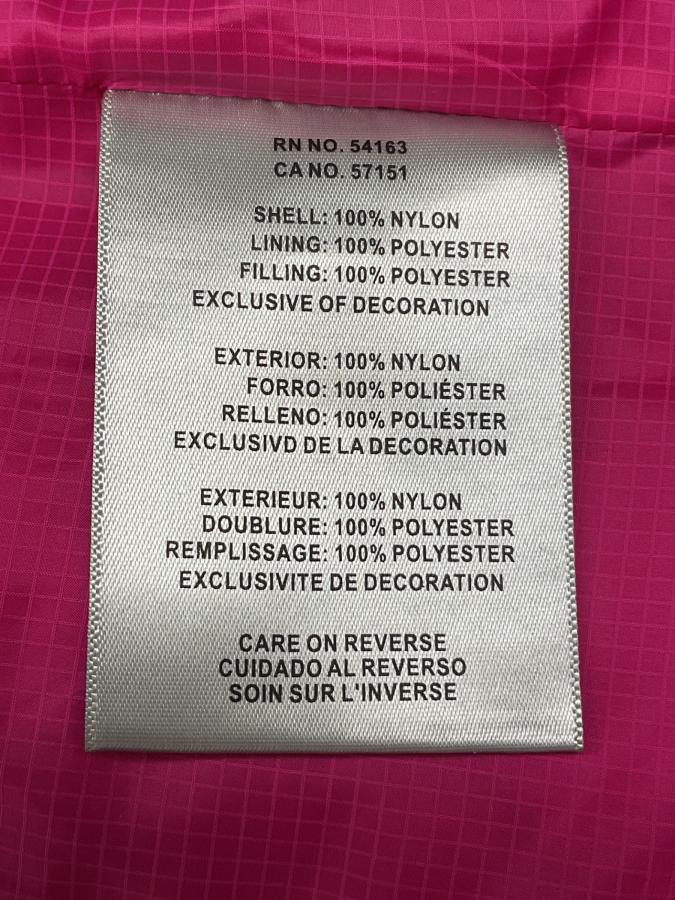 RN NO. 54163
CA NO. 57151
SHELL: 100% NYLON
LINING: 100% POLYESTER
FILLING: 100% POLYESTER
EXCLUSIVE OF DECORATION
EXTERIOR: 100% NYLON
FORRO: 100% POLIÉSTER
RELLENO: 100% POLIÉSTER
EXCLUSIVD DE LA DECORATION
EXTERIEUR: 100% NYLON
DOUBLURE: 100% POLYESTER
REMPLISSAGE: 100% POLYESTER
EXCLUSIVITE DE DECORATION
CARE ON REVERSE
CUIDADO AL REVERSO
SOIN SUR L'INVERSE